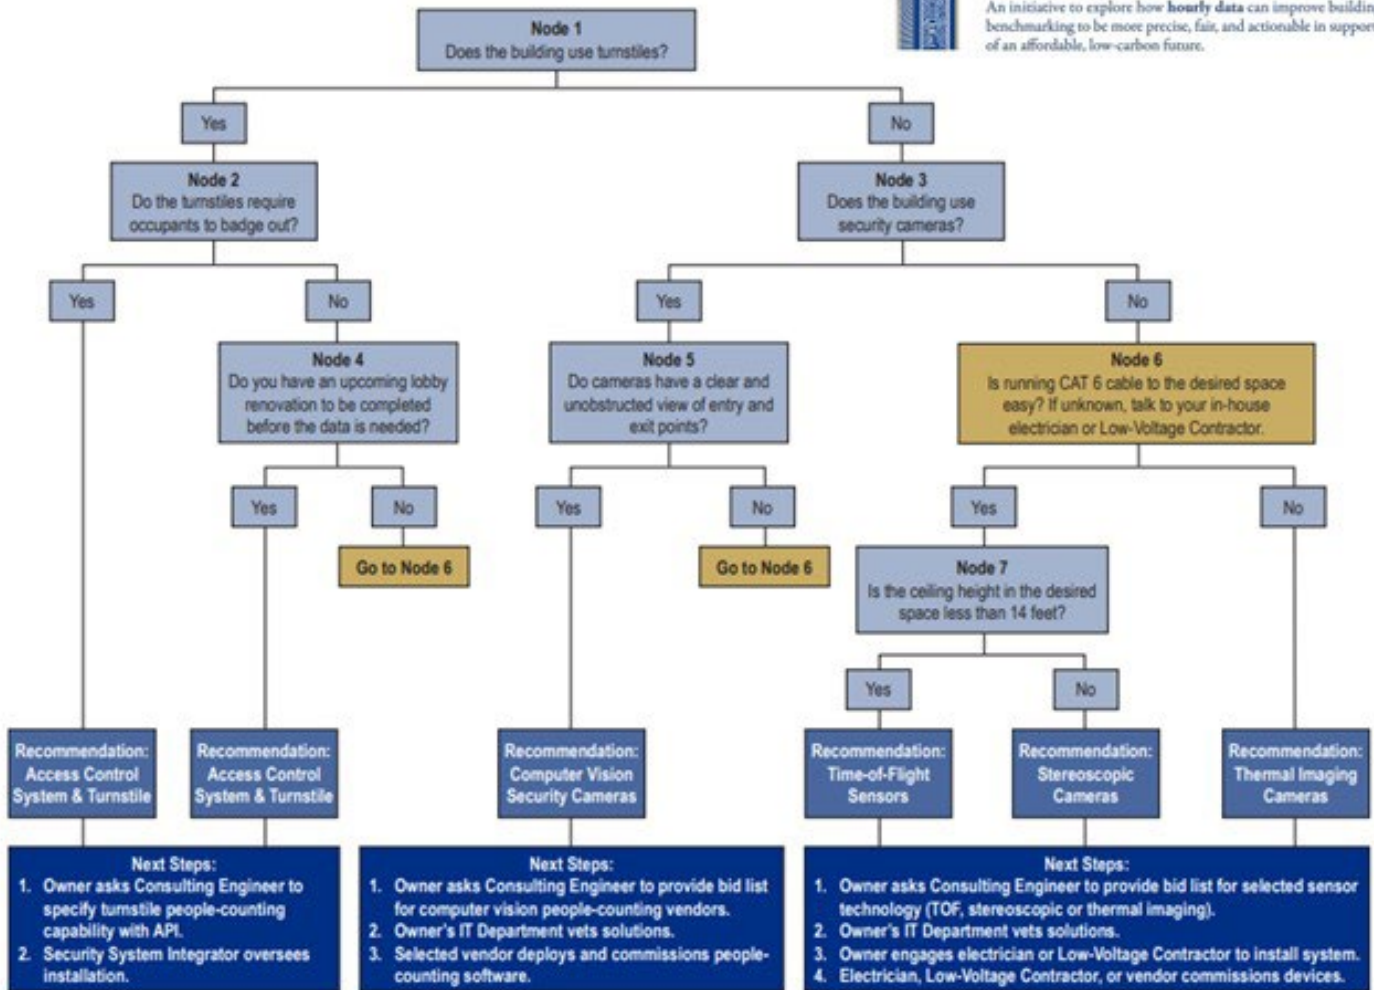 An initiative to explore how hourly data can improve building
benchmarking to be more precise, fair, and actionable in support
of an affordable, low-carbon future.
Node 1
Does the building use turnstiles?
Yes
No
Node 2
Do the turnstiles require
occupants to badge out?
Node 3
Does the building use
security cameras?
Yes
No
Yes
No
Node 4
Do you have an upcoming lobby
renovation to be completed
before the data is needed?
Node 5
Do cameras have a clear and
unobstructed view of entry and
exit points?
Node 6
Is running CAT 6 cable to the desired space
easy? If unknown, talk to your in-house
electrician or Low-Voltage Contractor.
Yes
No
Yes
No
Yes
No
Go to Node 6
Go to Node 6
Node 7
Is the ceiling height in the desired
space less than 14 feet?
Yes
No
Recommendation:
Access Control
System & Turnstile
Recommendation:
Access Control
System & Turnstile
Recommendation:
Computer Vision
Security Cameras
Recommendation:
Time-of-Flight
Sensors
Recommendation:
Stereoscopic
Cameras
Recommendation:
Thermal Imaging
Cameras
Next Steps:
1. Owner asks Consulting Engineer to
specify turnstile people-counting
capability with API.
2. Security System Integrator oversees
installation.
Next Steps:
1. Owner asks Consulting Engineer to provide bid list
for computer vision people-counting vendors.
2. Owner's IT Department vets solutions.
3. Selected vendor deploys and commissions people-
counting software.
Next Steps:
1. Owner asks Consulting Engineer to provide bid list for selected sensor
technology (TOF, stereoscopic or thermal imaging).
2. Owner's IT Department vets solutions.
3. Owner engages electrician or Low-Voltage Contractor to install system.
4. Electrician, Low-Voltage Contractor, or vendor commissions devices.